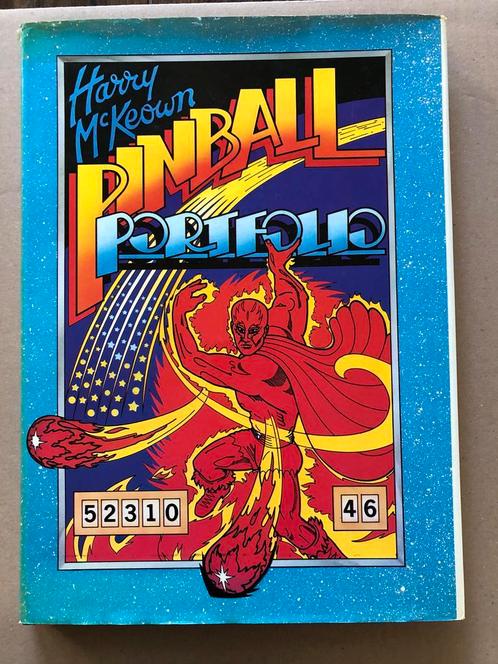 Harry
McKeown
PINBALL
PORTFOLIO
52310 46